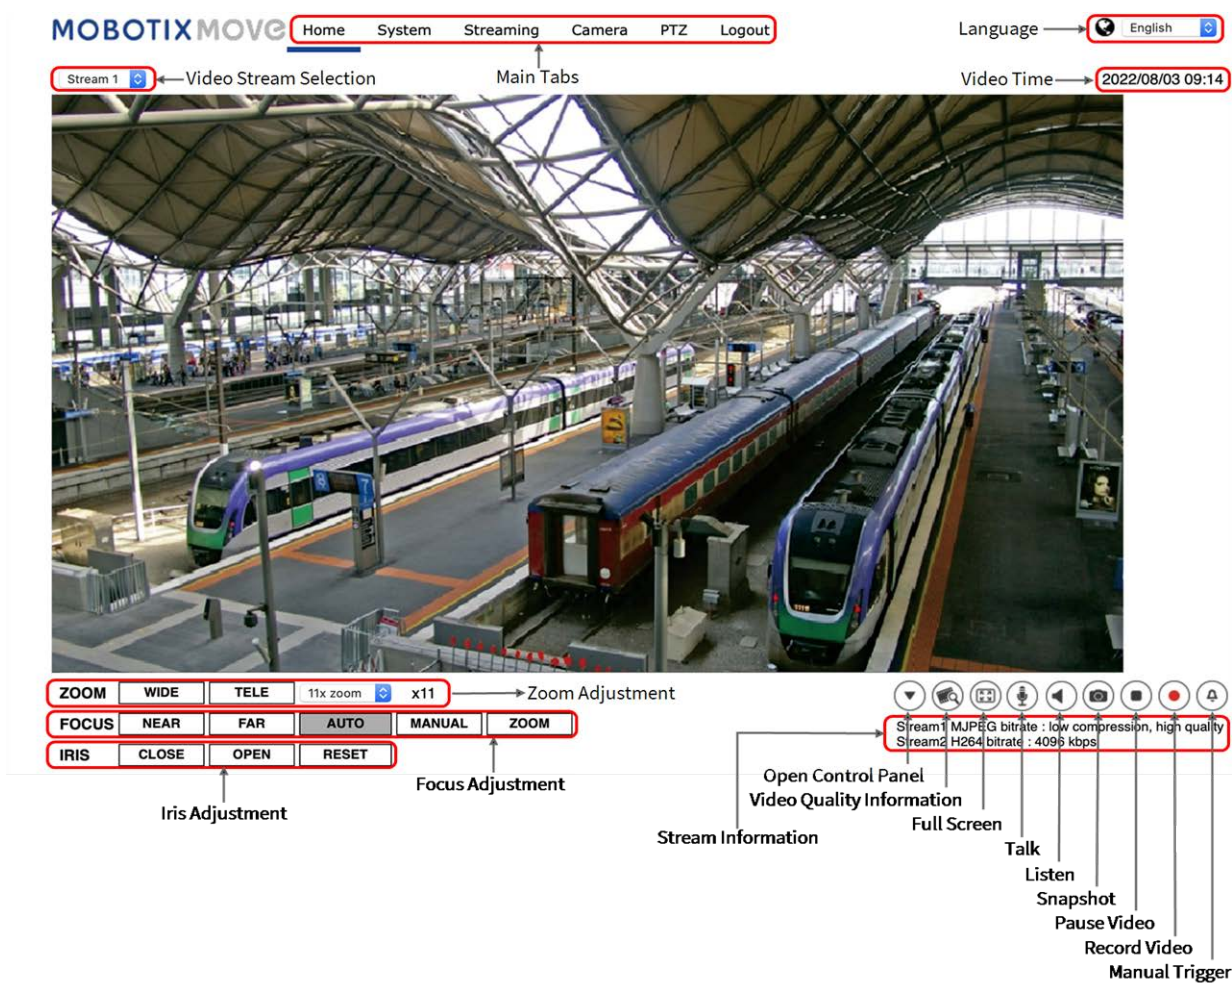 MOBOTIX MOVE Home System Streaming Camera PTZ Logout Language English
Stream 1 Video Stream Selection Main Tabs Video Time 2022/08/03 09:14
ZOOM WIDE TELE 11x zoom x11 Zoom Adjustment
FOCUS NEAR FAR AUTO MANUAL ZOOM
Stream1 MJPEG bitrate : low compression, high quality
Stream2 H264 bitrate : 4096 kbps
IRIS CLOSE OPEN RESET
Focus Adjustment
Iris Adjustment
Open Control Panel
Video Quality Information
Full Screen
Stream Information
Talk
Listen
Snapshot
Pause Video
Record Video
Manual Trigger